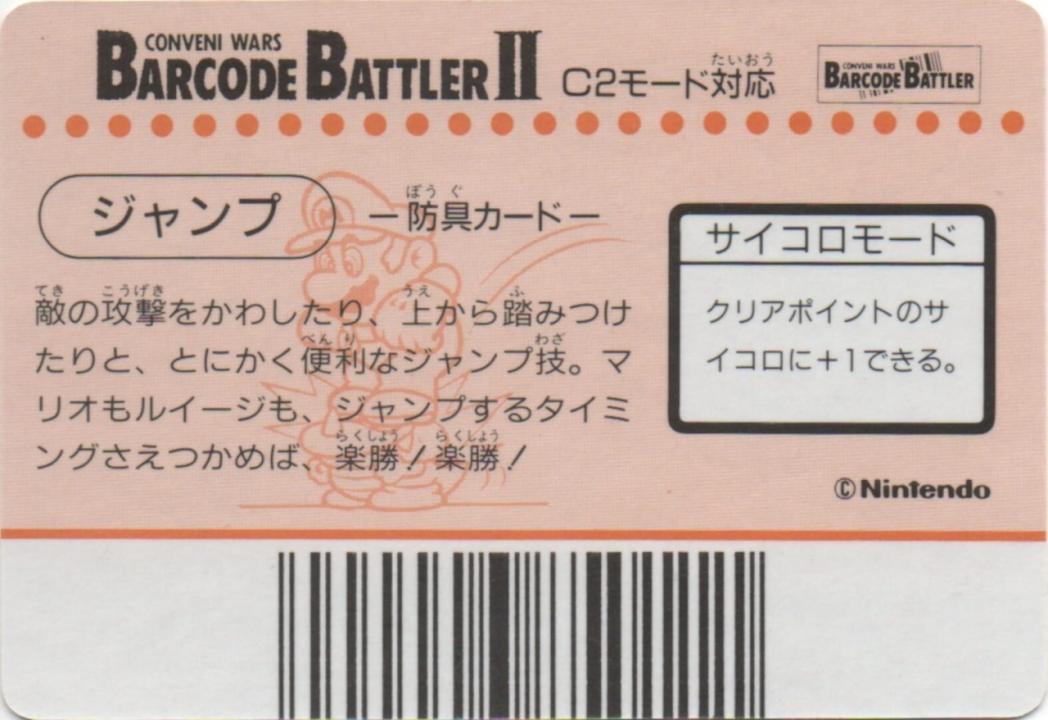 CONVENI WARS
BARCODE BATTLER II
C2モード対応
たいおう
CONVENI WARS
BARCODE BATTLER
ジャンプ
ー防具カードー
ぼうぐ
てき こうげき うえ ふ
敵の攻撃をかわしたり、上から踏みつけ
べんり わざ
たりと、とにかく便利なジャンプ技。マ
リオもルイージも、ジャンプするタイミ
らくしょう らくしょう
ングさえつかめば、楽勝!楽勝!
サイコロモード
クリアポイントのサ
イコロに+1できる。
©Nintendo